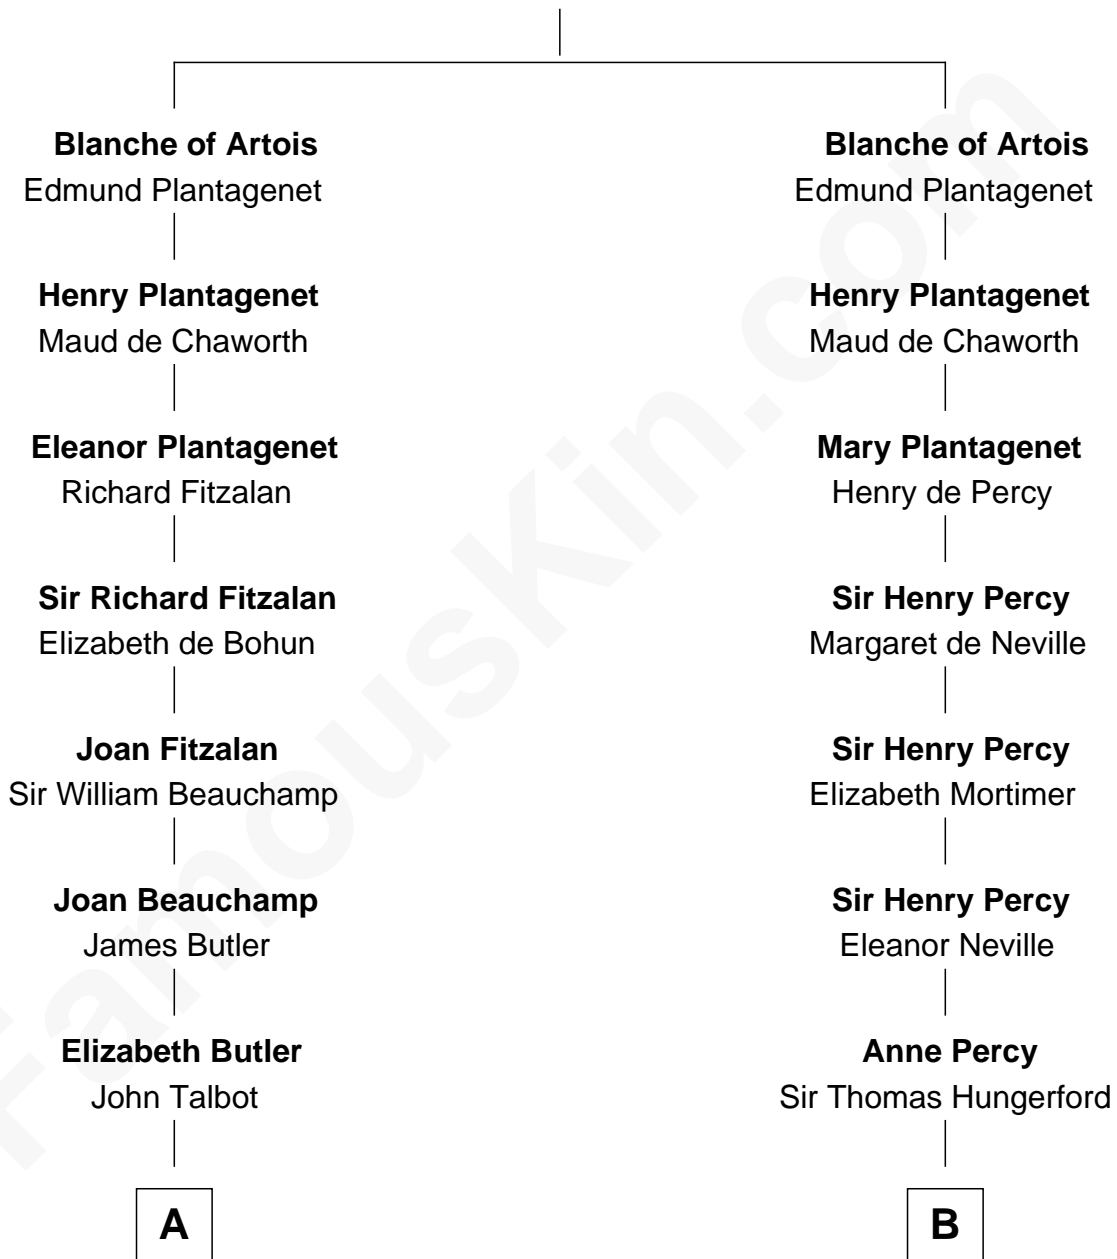 Blanche of Artois
Edmund Plantagenet
Henry Plantagenet
Maud de Chaworth
Eleanor Plantagenet
Richard Fitzalan
Sir Richard Fitzalan
Elizabeth de Bohun
Joan Fitzalan
Sir William Beauchamp
Joan Beauchamp
James Butler
Elizabeth Butler
John Talbot
A
Blanche of Artois
Edmund Plantagenet
Henry Plantagenet
Maud de Chaworth
Mary Plantagenet
Henry de Percy
Sir Henry Percy
Margaret de Neville
Sir Henry Percy
Elizabeth Mortimer
Sir Henry Percy
Eleanor Neville
Anne Percy
Sir Thomas Hungerford
B
FamousKin.com